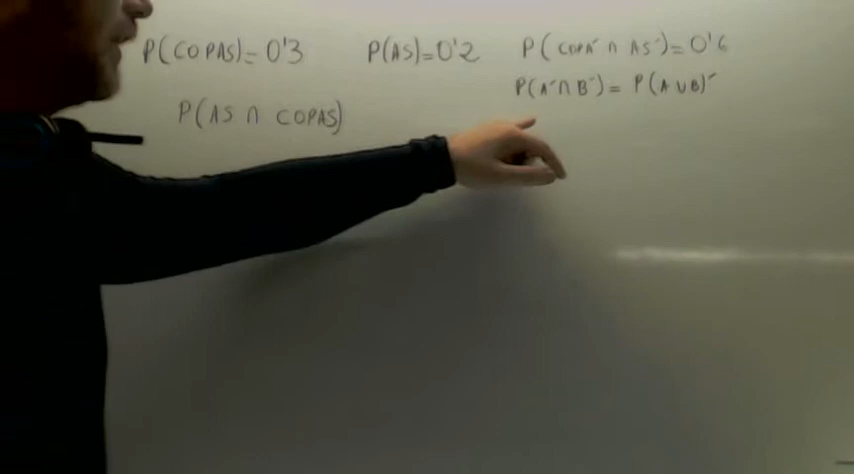 P(COPAS)=0'3 P(AS)=0'2 P(COPA´ ∩ AS´)=0'6
P(A´∩B´)= P(A∪B)´
P(AS ∩ COPAS)